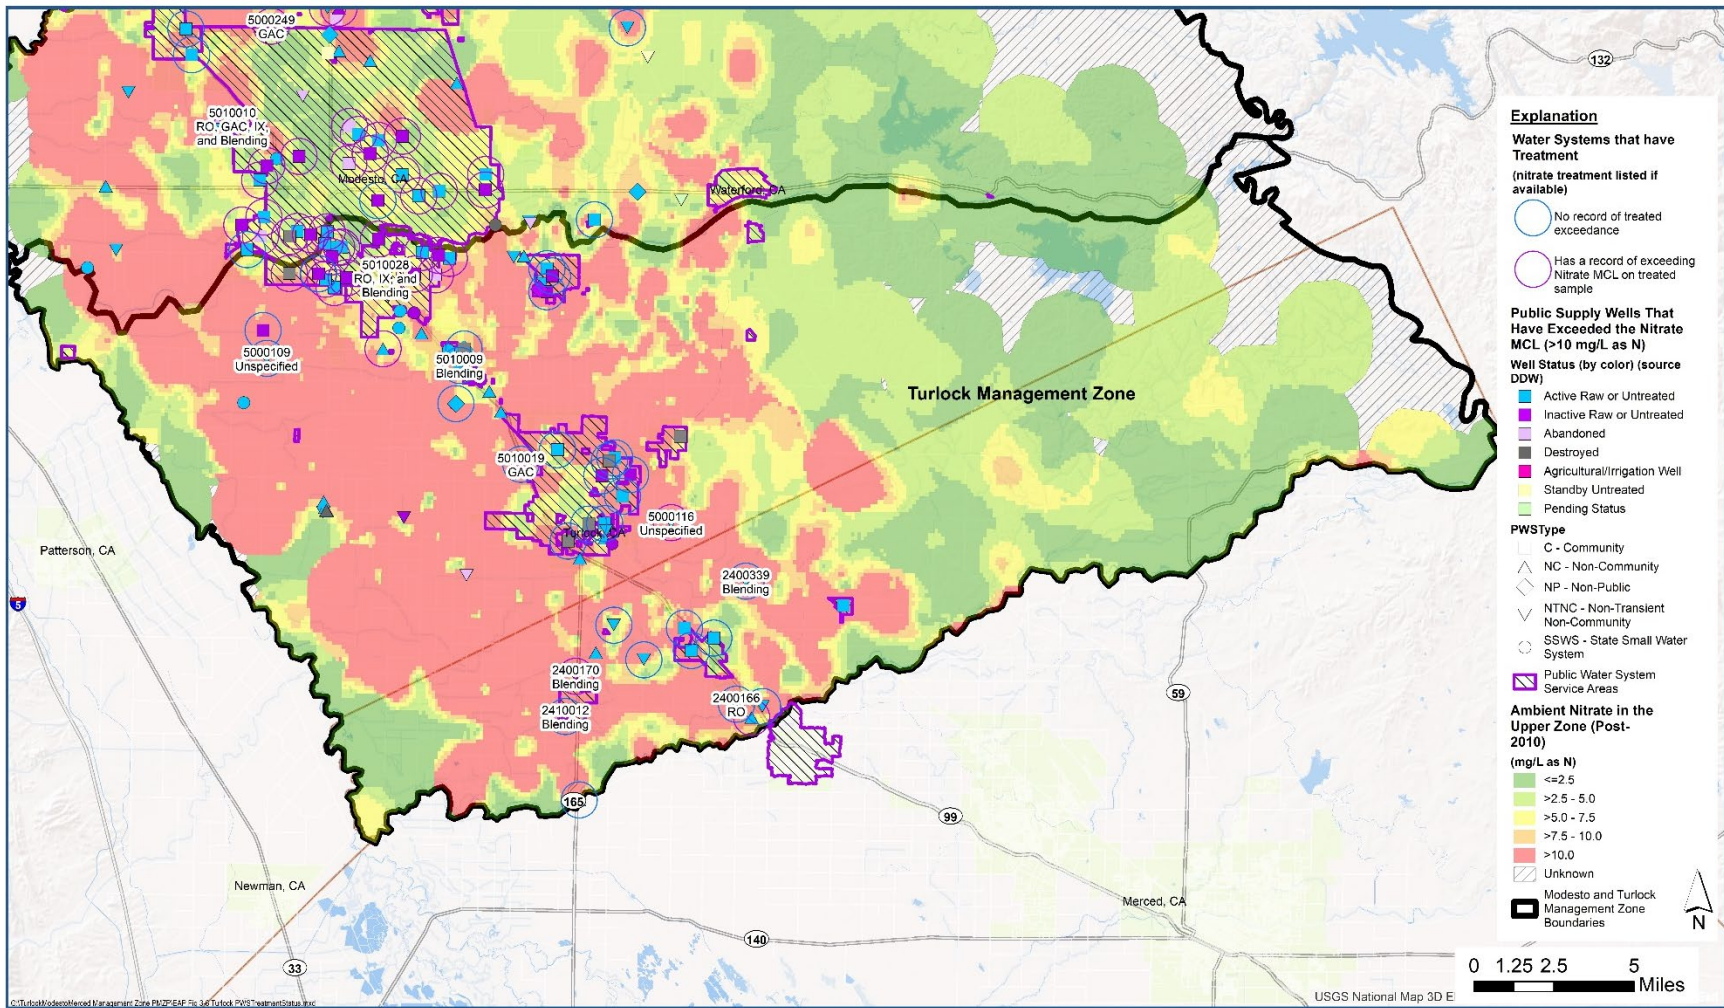 5000249
GAC
132
5010010
RO, GAC, IX,
and Blending
Modesto, CA
Waterford, CA
5010028
RO, IX, and
Blending
5000109
Unspecified
5010009
Blending
Turlock Management Zone
5010019
GAC
5000116
Unspecified
Turlock, CA
Patterson, CA
5
2400339
Blending
2400170
Blending
2410012
Blending
2400166
RO
59
165
99
Newman, CA
Merced, CA
140
33
Explanation
Water Systems that have
Treatment
(nitrate treatment listed if
available)
No record of treated
exceedance
Has a record of exceeding
Nitrate MCL on treated
sample
Public Supply Wells That
Have Exceeded the Nitrate
MCL (>10 mg/L as N)
Well Status (by color) (source
DDW)
Active Raw or Untreated
Inactive Raw or Untreated
Abandoned
Destroyed
Agricultural/Irrigation Well
Standby Untreated
Pending Status
PWSType
C - Community
NC - Non-Community
NP - Non-Public
NTNC - Non-Transient
Non-Community
SSWS - State Small Water
System
Public Water System
Service Areas
Ambient Nitrate in the
Upper Zone (Post-
2010)
(mg/L as N)
<=2.5
>2.5 - 5.0
>5.0 - 7.5
>7.5 - 10.0
>10.0
Unknown
Modesto and Turlock
Management Zone
Boundaries
N
0 1.25 2.5 5
Miles
USGS National Map 3D E